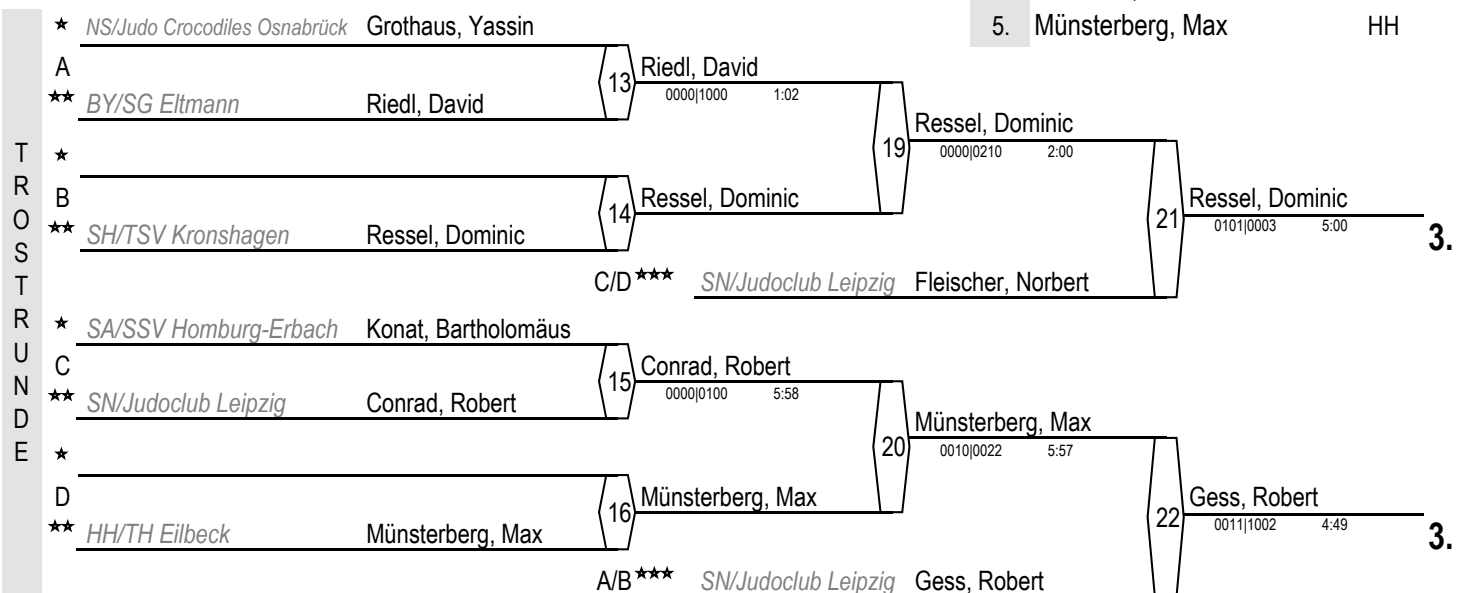 ★ NS/Judo Crocodiles Osnabrück Grothaus, Yassin
5. Münsterberg, Max HH
A
13 Riedl, David
0000|1000 1:02
★★ BY/SG Eltmann Riedl, David
TROSTRUNDE
19 Ressel, Dominic
0000|0210 2:00
★
B
14 Ressel, Dominic
21 Ressel, Dominic
0101|0003 5:00
3.
★★ SH/TSV Kronshagen Ressel, Dominic
C/D ★★★ SN/Judoclub Leipzig Fleischer, Norbert
★ SA/SSV Homburg-Erbach Konat, Bartholomäus
C
15 Conrad, Robert
0000|0100 5:58
★★ SN/Judoclub Leipzig Conrad, Robert
20 Münsterberg, Max
0010|0022 5:57
★
D
16 Münsterberg, Max
22 Gess, Robert
0011|1002 4:49
3.
★★ HH/TH Eilbeck Münsterberg, Max
A/B ★★★ SN/Judoclub Leipzig Gess, Robert